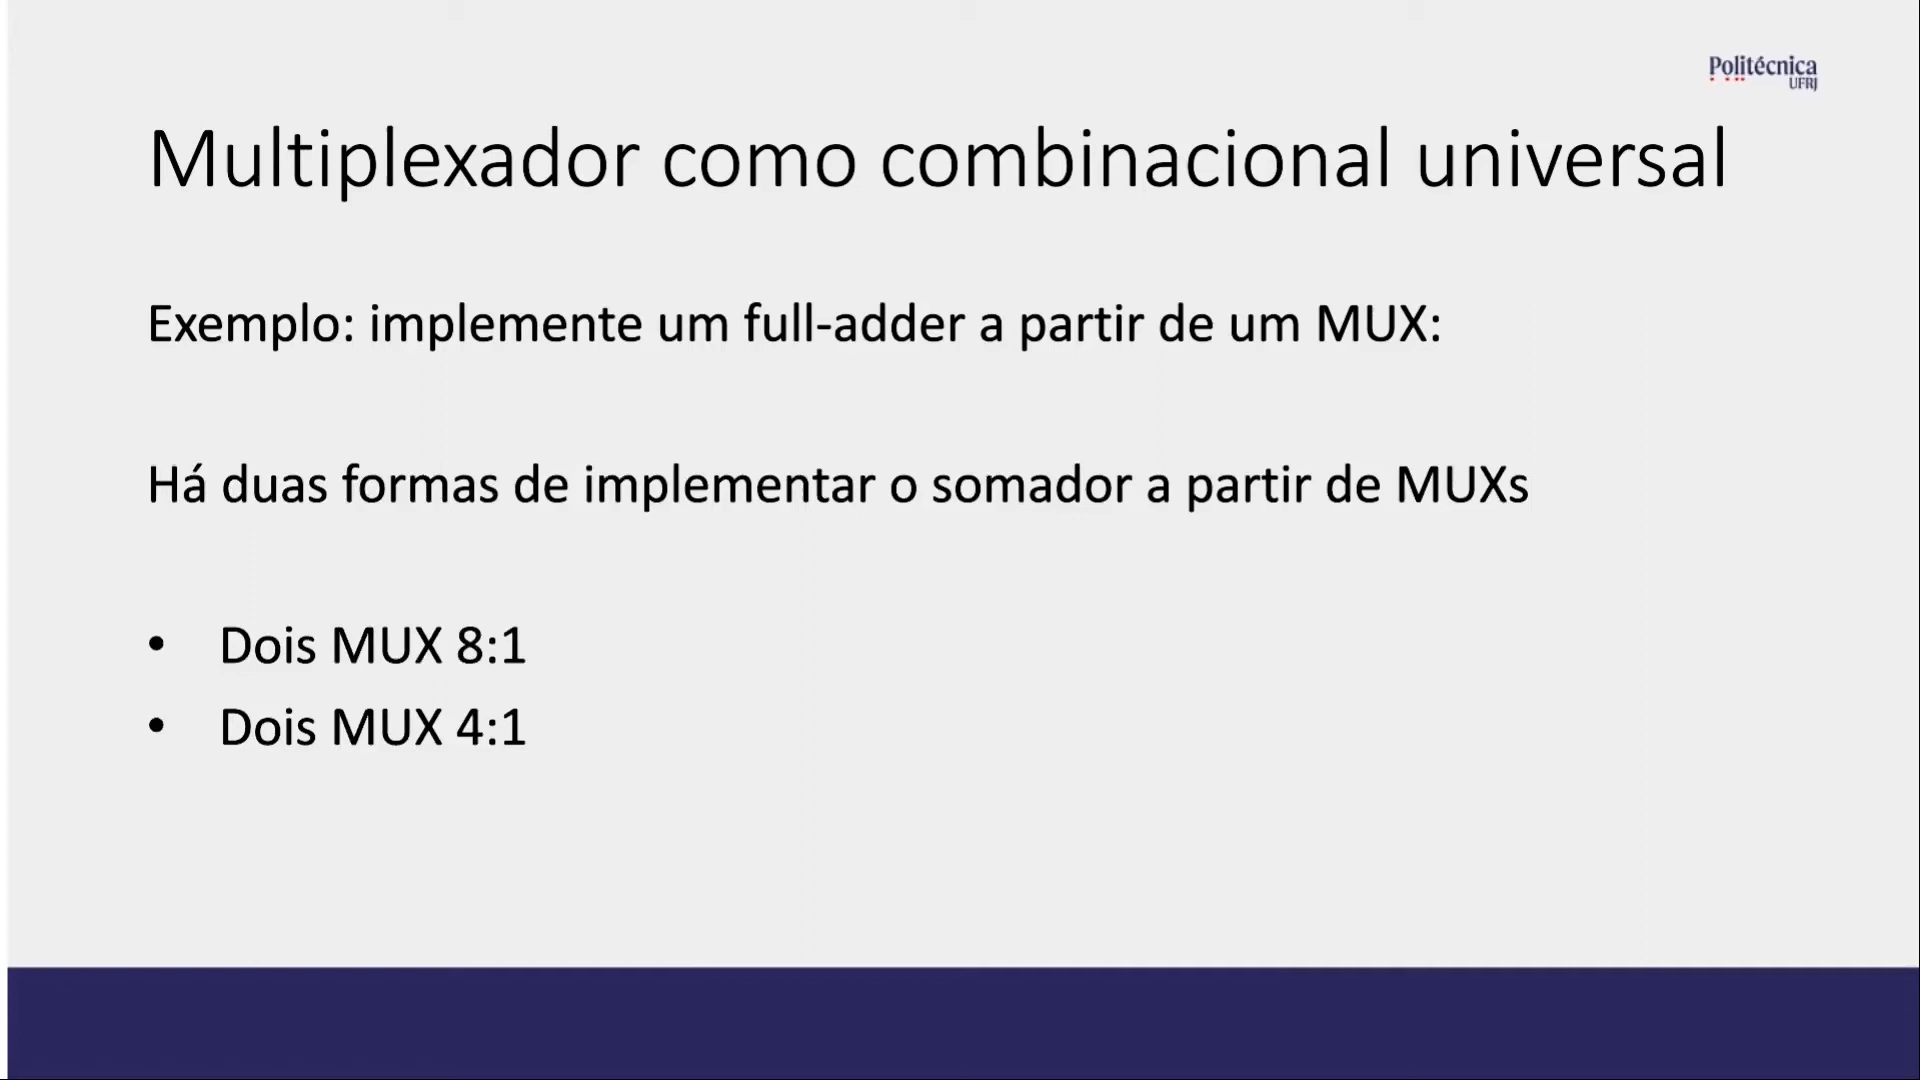 Politécnica
UFRJ
Multiplexador como combinacional universal
Exemplo: implemente um full-adder a partir de um MUX:
Há duas formas de implementar o somador a partir de MUXs
• Dois MUX 8:1
• Dois MUX 4:1